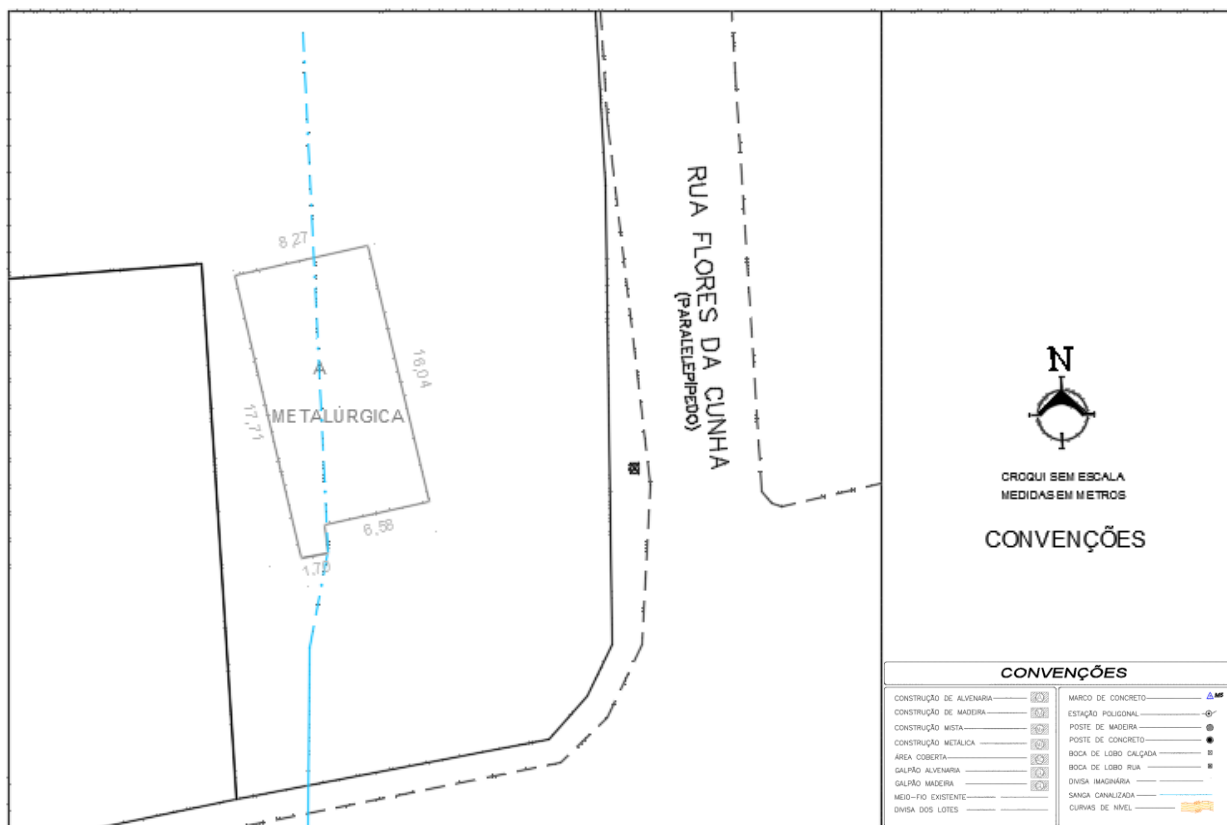 8,27
16,04
A
METALÚRGICA
17,71
6,58
1,70
RUA FLORES DA CUNHA
(PARALELEPIPEDO)
N
CROQUI SEM ESCALA
MEDIDAS EM METROS
CONVENÇÕES
CONVENÇÕES
CONSTRUÇÃO DE ALVENARIA
CONSTRUÇÃO DE MADEIRA
CONSTRUÇÃO MISTA
CONSTRUÇÃO METÁLICA
ÁREA COBERTA
GALPÃO ALVENARIA
GALPÃO MADEIRA
MEIO-FIO EXISTENTE
DIVISA DOS LOTES
MARCO DE CONCRETO
ESTAÇÃO POLIGONAL
POSTE DE MADEIRA
POSTE DE CONCRETO
BOCA DE LOBO CALÇADA
BOCA DE LOBO RUA
DIVISA IMAGINÁRIA
SANGA CANALIZADA
CURVAS DE NÍVEL